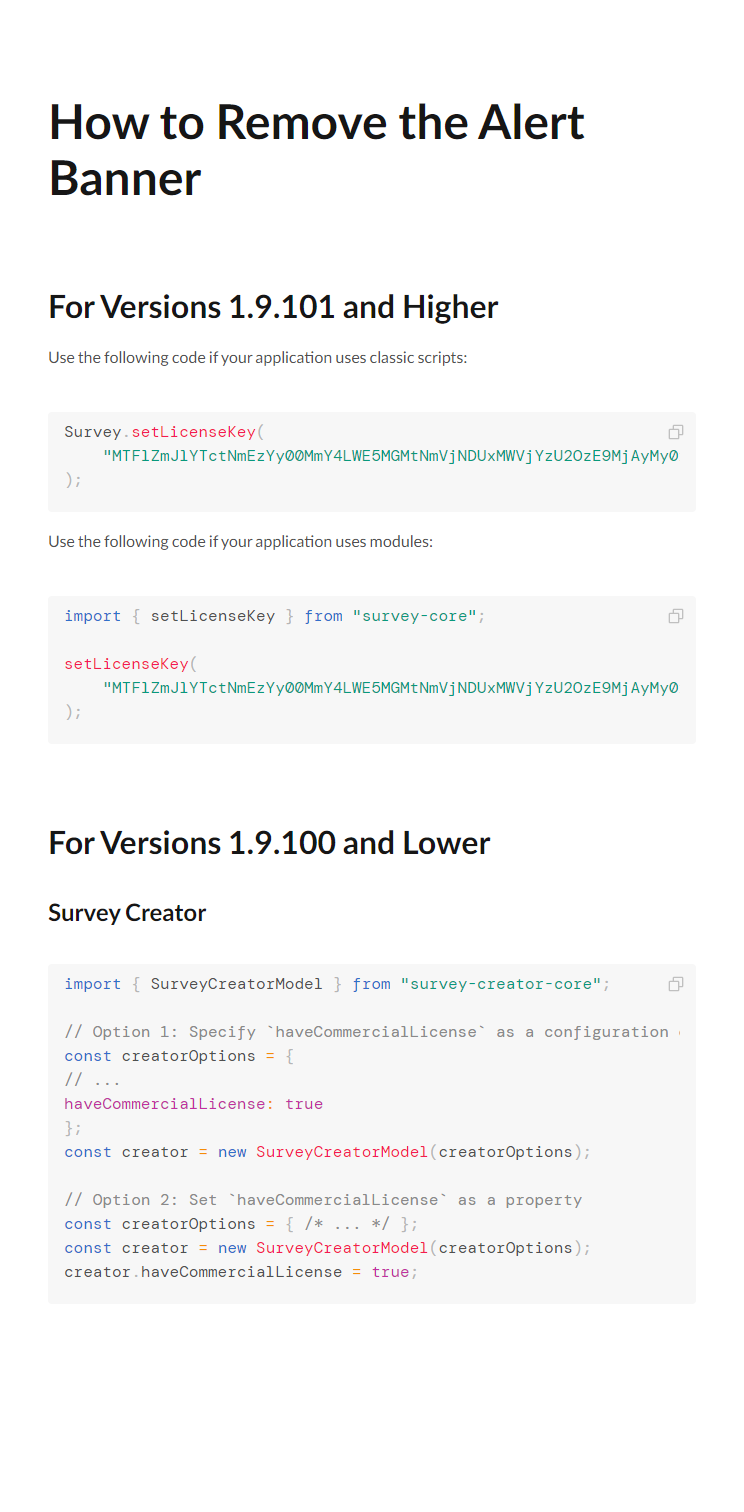 How to Remove the Alert
Banner
For Versions 1.9.101 and Higher
Use the following code if your application uses classic scripts:
Survey.setLicenseKey(
    "MTFlZmJlYTctNmEzYy00MmY4LWE5MGMtNmVjNDUxMWVjYzU2OzE9MjAyMy0
);
Use the following code if your application uses modules:
import { setLicenseKey } from "survey-core";
setLicenseKey(
    "MTFlZmJlYTctNmEzYy00MmY4LWE5MGMtNmVjNDUxMWVjYzU2OzE9MjAyMy0
);
For Versions 1.9.100 and Lower
Survey Creator
import { SurveyCreatorModel } from "survey-creator-core";
// Option 1: Specify `haveCommercialLicense` as a configuration
const creatorOptions = {
// ...
haveCommercialLicense: true
};
const creator = new SurveyCreatorModel(creatorOptions);
// Option 2: Set `haveCommercialLicense` as a property
const creatorOptions = { /* ... */ };
const creator = new SurveyCreatorModel(creatorOptions);
creator.haveCommercialLicense = true;